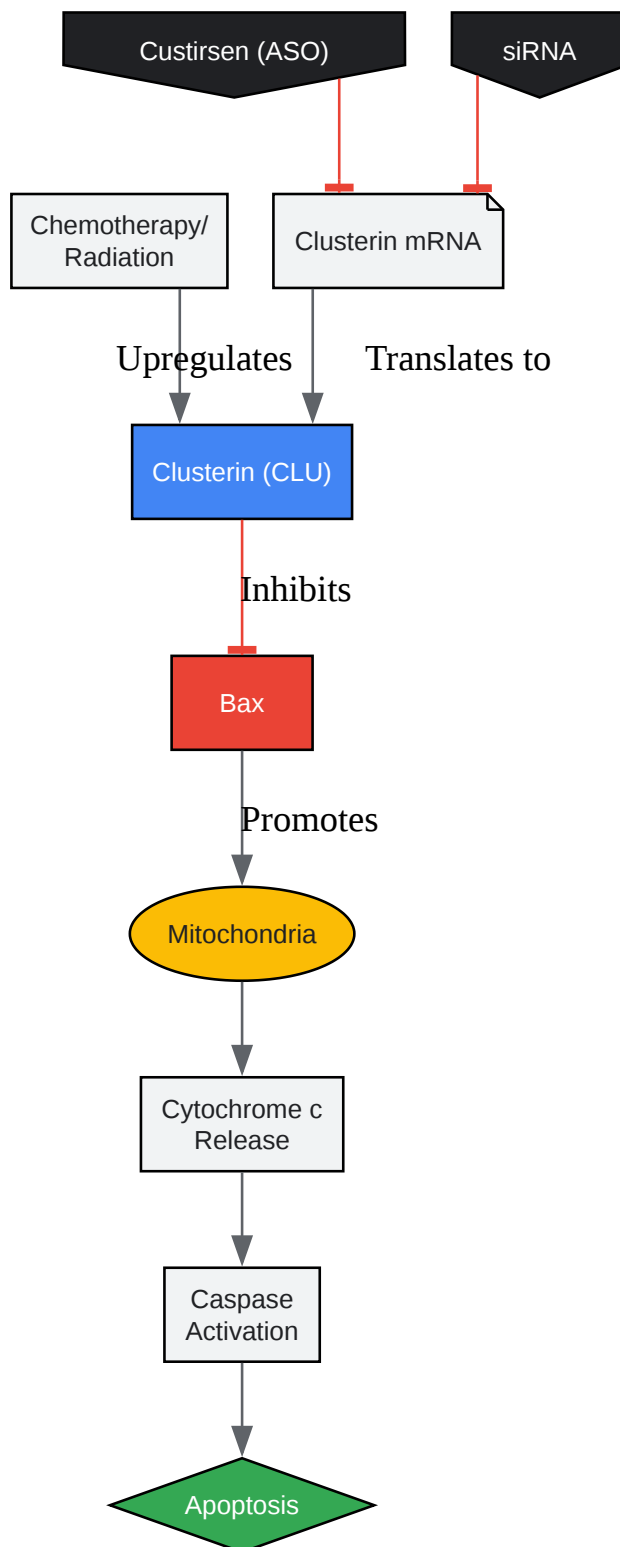 Custirsen (ASO)
siRNA
Chemotherapy/
Radiation
Clusterin mRNA
Upregulates
Translates to
Clusterin (CLU)
Inhibits
Bax
Promotes
Mitochondria
Cytochrome c
Release
Caspase
Activation
Apoptosis